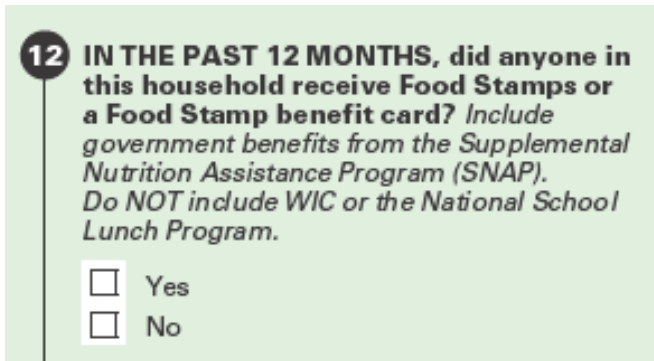 12 IN THE PAST 12 MONTHS, did anyone in
this household receive Food Stamps or
a Food Stamp benefit card? Include
government benefits from the Supplemental
Nutrition Assistance Program (SNAP).
Do NOT include WIC or the National School
Lunch Program.
Yes
No